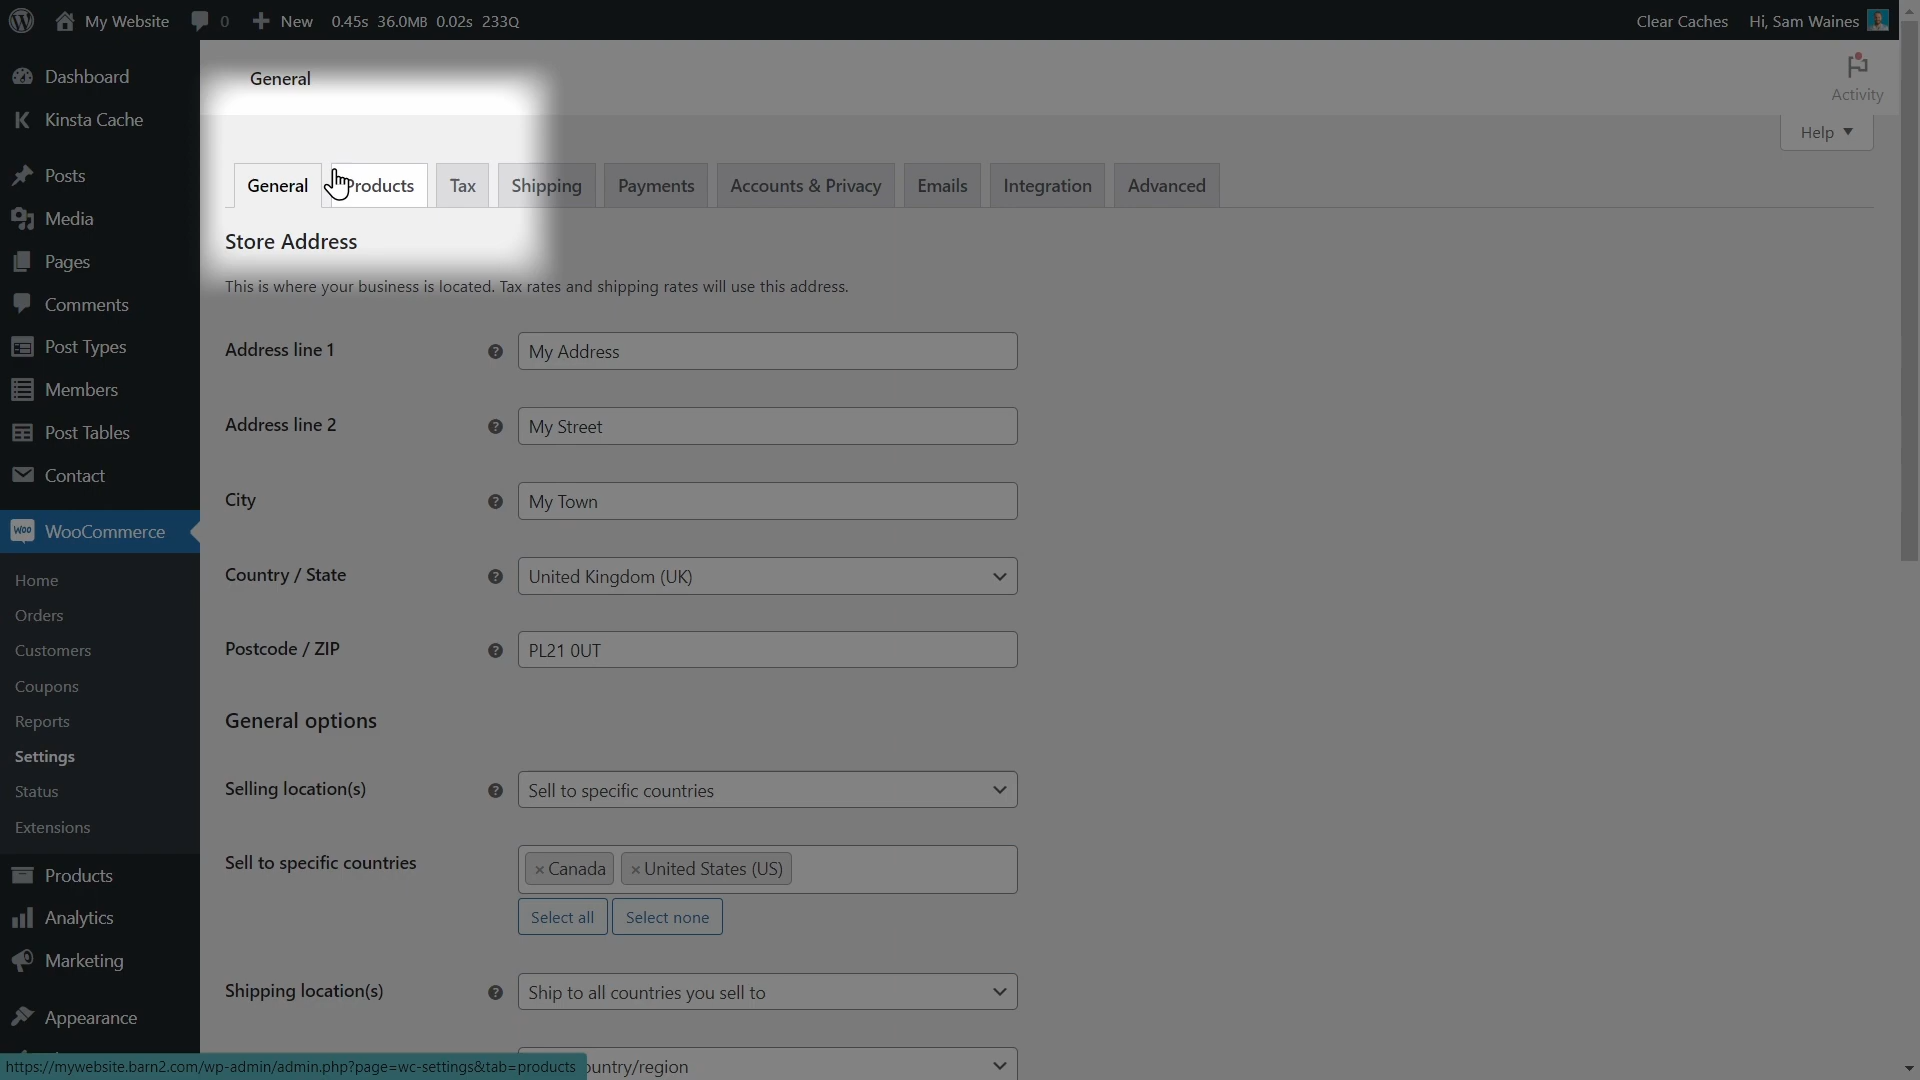 My Website 0 New 0.45s 36.0MB 0.02s 233Q Clear Caches Hi, Sam Waines
Dashboard
Kinsta Cache
Posts
Media
Pages
Comments
Post Types
Members
Post Tables
Contact
Woo WooCommerce
Home
Orders
Customers
Coupons
Reports
Settings
Status
Extensions
Products
Analytics
Marketing
Appearance
General
Activity
Help
General Products Tax Shipping Payments Accounts & Privacy Emails Integration Advanced
Store Address
This is where your business is located. Tax rates and shipping rates will use this address.
Address line 1 My Address
Address line 2 My Street
City My Town
Country / State United Kingdom (UK)
Postcode / ZIP PL21 0UT
General options
Selling location(s) Sell to specific countries
Sell to specific countries × Canada × United States (US)
Select all Select none
Shipping location(s) Ship to all countries you sell to
country/region
https://mywebsite.barn2.com/wp-admin/admin.php?page=wc-settings&tab=products